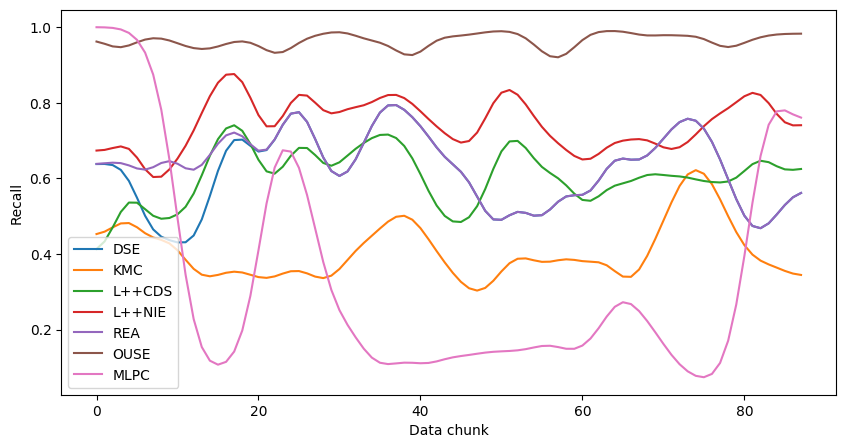 1.0
0.8
0.6
0.4
0.2
Recall
DSE
KMC
L++CDS
L++NIE
REA
OUSE
MLPC
0 20 40 60 80
Data chunk